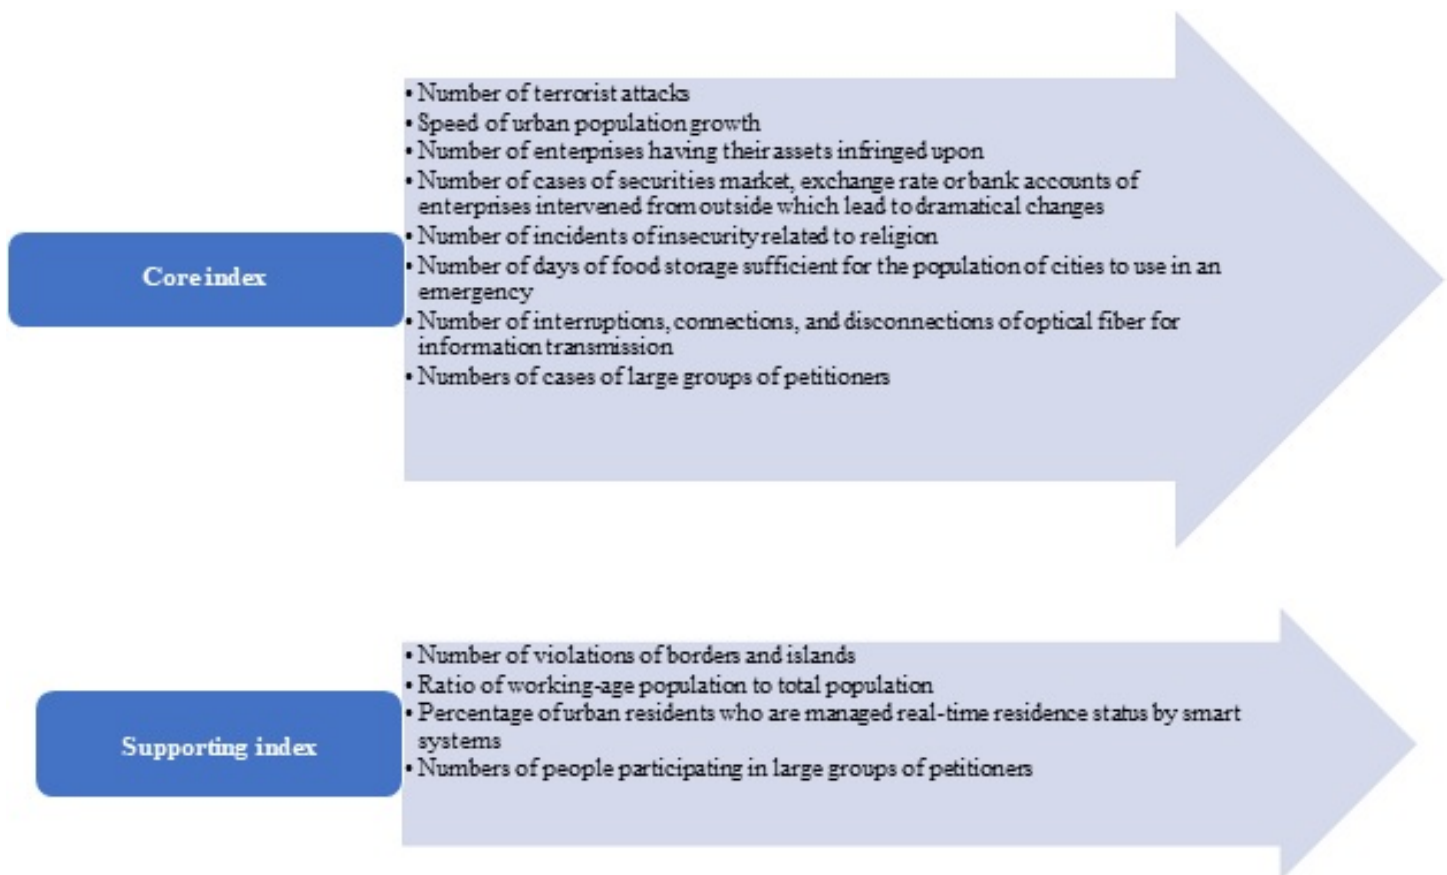 • Number of terrorist attacks
• Speed of urban population growth
• Number of enterprises having their assets infringed upon
• Number of cases of securities market, exchange rate or bank accounts of
enterprises intervened from outside which lead to dramatical changes
• Number of incidents of insecurity related to religion
Core index
• Number of days of food storage sufficient for the population of cities to use in an
emergency
• Number of interruptions, connections, and disconnections of optical fiber for
information transmission
• Numbers of cases of large groups of petitioners
• Number of violations of borders and islands
• Ratio of working-age population to total population
• Percentage of urban residents who are managed real-time residence status by smart
systems
Supporting index
• Numbers of people participating in large groups of petitioners